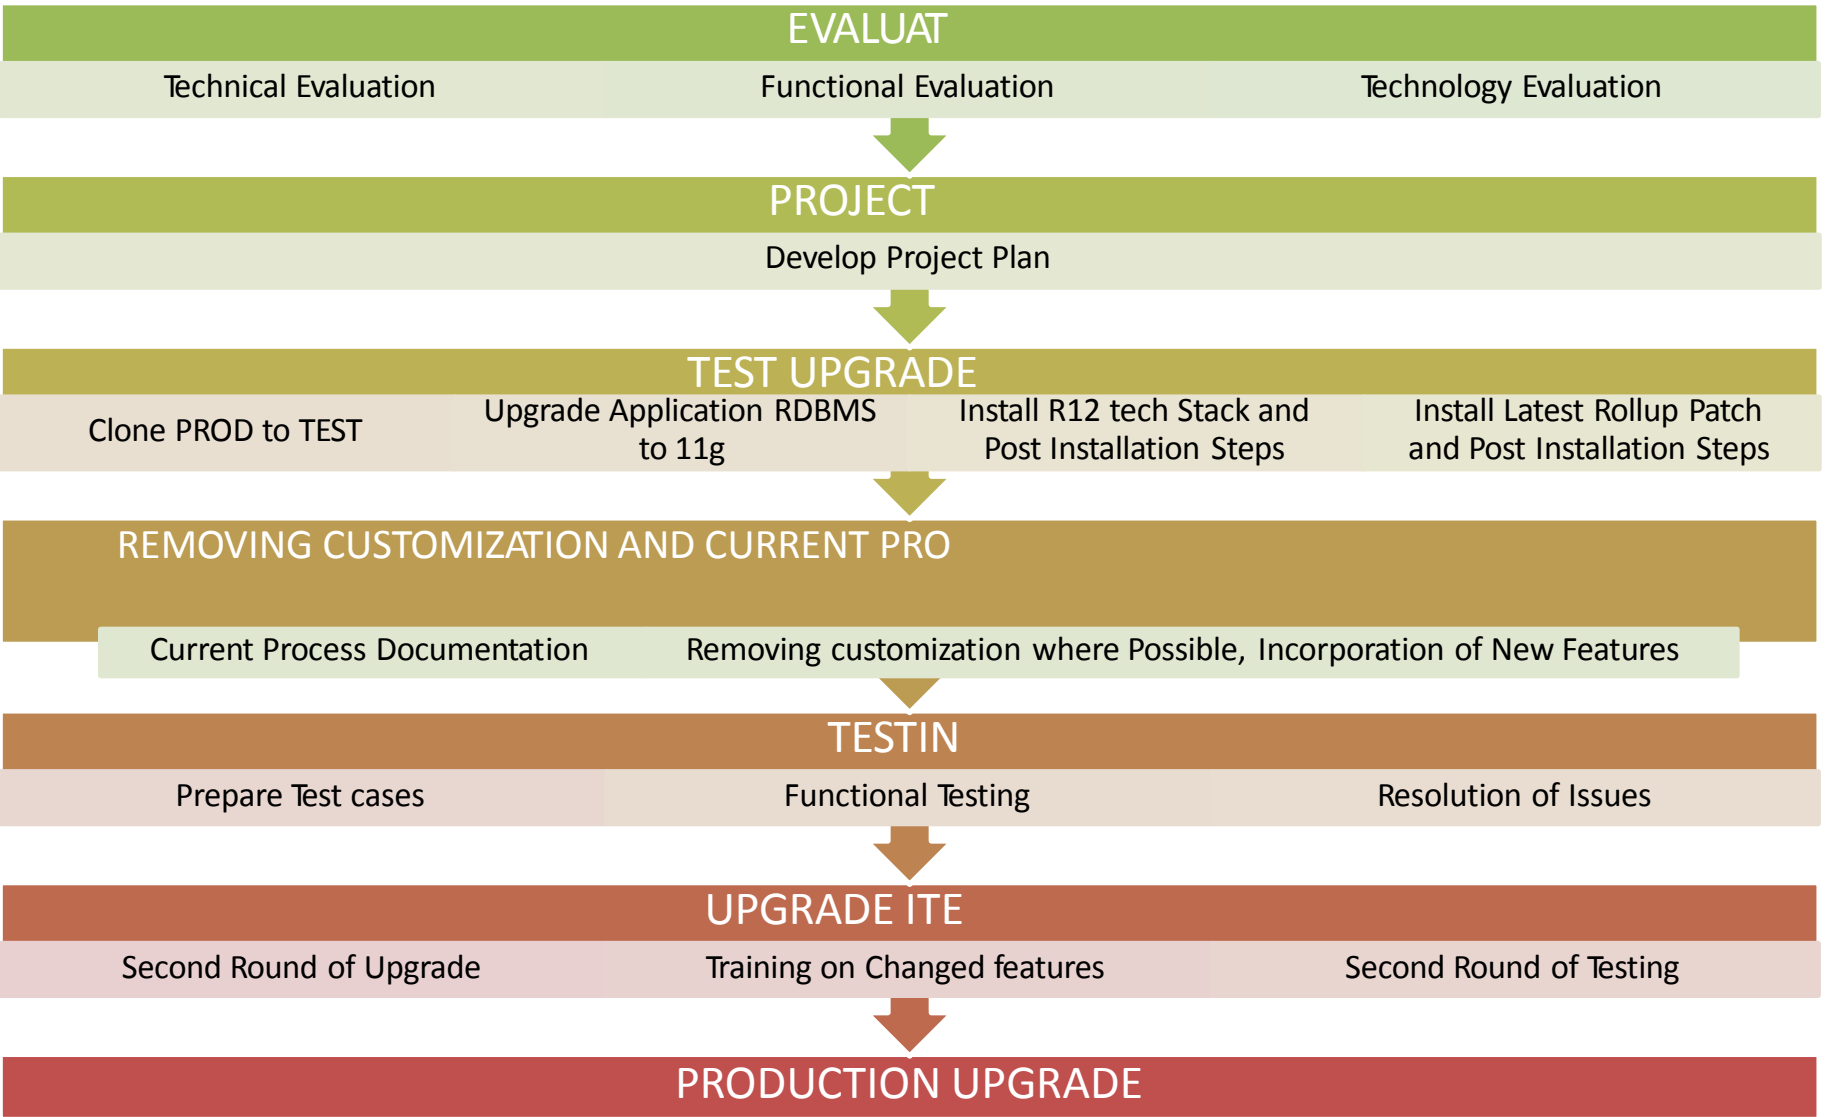 EVALUAT
Technical Evaluation
Functional Evaluation
Technology Evaluation
PROJECT
Develop Project Plan
TEST UPGRADE
Clone PROD to TEST
Upgrade Application RDBMS
to 11g
Install R12 tech Stack and
Post Installation Steps
Install Latest Rollup Patch
and Post Installation Steps
REMOVING CUSTOMIZATION AND CURRENT PRO
Current Process Documentation
Removing customization where Possible, Incorporation of New Features
TESTIN
Prepare Test cases
Functional Testing
Resolution of Issues
UPGRADE ITE
Second Round of Upgrade
Training on Changed features
Second Round of Testing
PRODUCTION UPGRADE